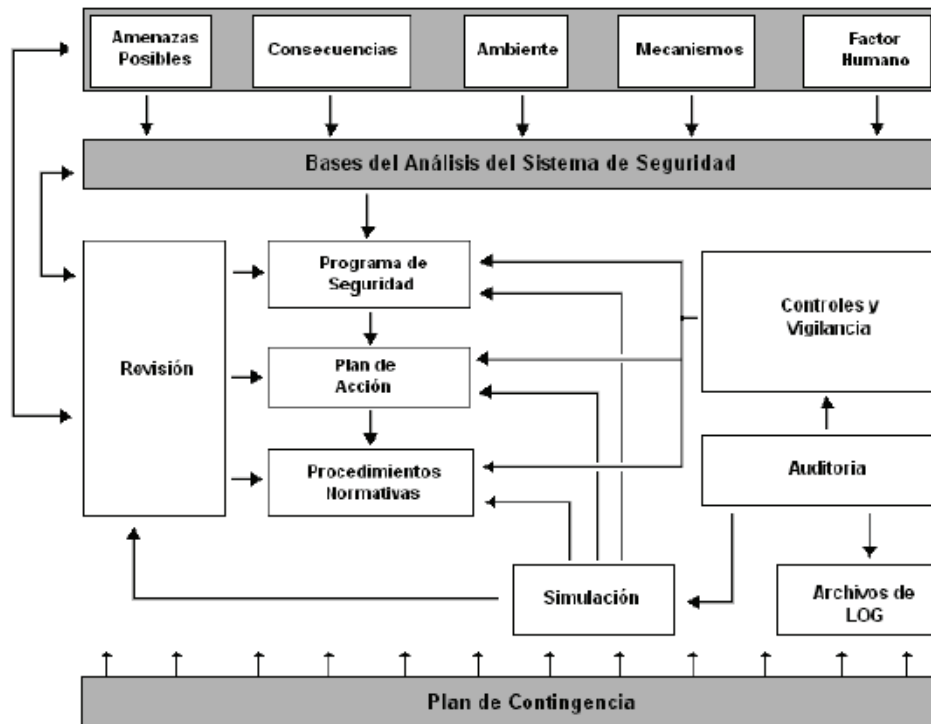 Amenazas
Posibles
Consecuencias
Ambiente
Mecanismos
Factor
Humano
Bases del Análisis del Sistema de Seguridad
Revisión
Programa de
Seguridad
Plan de
Acción
Procedimientos
Normativas
Controles y
Vigilancia
Auditoria
Simulación
Archivos de
LOG
Plan de Contingencia